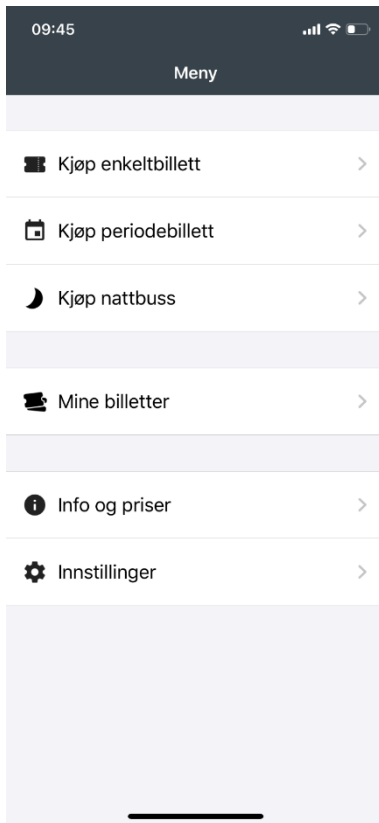 09:45
Meny
Kjøp enkeltbillett
Kjøp periodebillett
Kjøp nattbuss
Mine billetter
Info og priser
Innstillinger